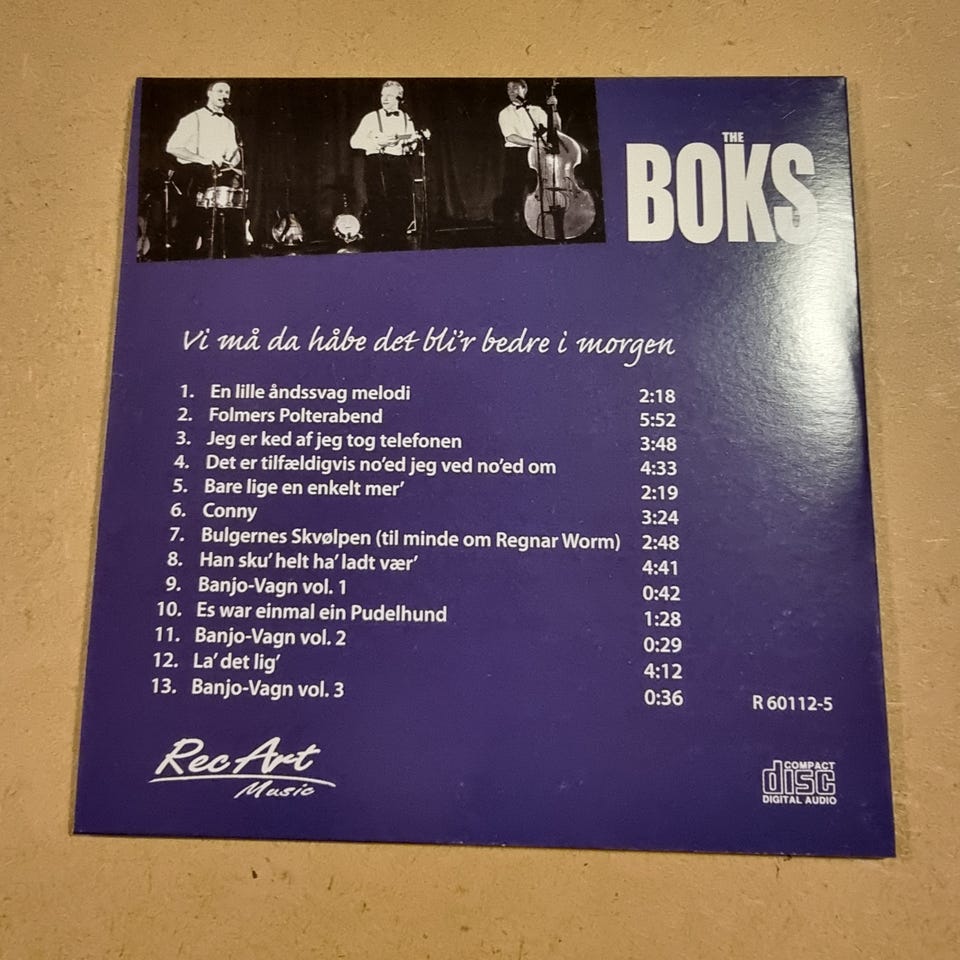 THE
BOKS
Vi må da håbe det bli'r bedre i morgen
1. En lille åndssvag melodi 2:18
2. Folmers Polterabend 5:52
3. Jeg er ked af jeg tog telefonen 3:48
4. Det er tilfældigvis no'ed jeg ved no'ed om 4:33
5. Bare lige en enkelt mer' 2:19
6. Conny 3:24
7. Bulgernes Skvølpen (til minde om Regnar Worm) 2:48
8. Han sku' helt ha' ladt vær' 4:41
9. Banjo-Vagn vol. 1 0:42
10. Es war einmal ein Pudelhund 1:28
11. Banjo-Vagn vol. 2 0:29
12. La' det lig' 4:12
13. Banjo-Vagn vol. 3 0:36
R 60112-5
RecArt
Music
COMPACT
disc
DIGITAL AUDIO